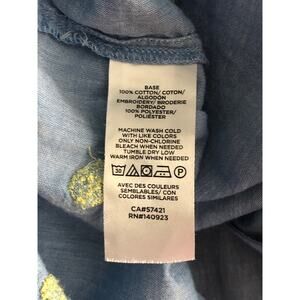 BASE
100% COTTON/ COTON/
ALGODÓN
EMBROIDERY/ BRODERIE
BORDADO
100% POLYESTER/
POLIÉSTER
MACHINE WASH COLD
WITH LIKE COLORS
ONLY NON-CHLORINE
BLEACH WHEN NEEDED
TUMBLE DRY LOW
WARM IRON WHEN NEEDED
30 P
AVEC DES COULEURS
SEMBLABLES/ CON
COLORES SIMILARES
CA#57421
RN#140923